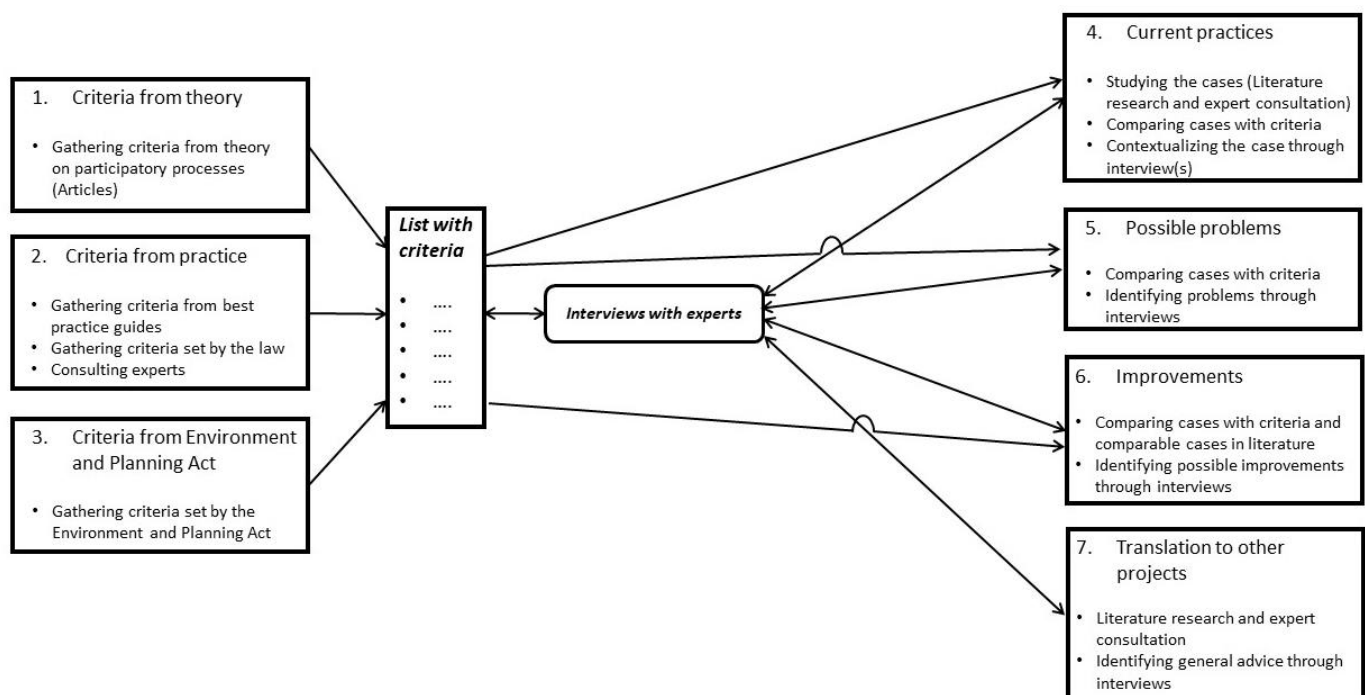 1. Criteria from theory
• Gathering criteria from theory
on participatory processes
(Articles)
2. Criteria from practice
• Gathering criteria from best
practice guides
• Gathering criteria set by the law
• Consulting experts
3. Criteria from Environment
and Planning Act
• Gathering criteria set by the
Environment and Planning Act
List with
criteria
• ....
• ....
• ....
• ....
• ....
Interviews with experts
4. Current practices
• Studying the cases (Literature
research and expert consultation)
• Comparing cases with criteria
• Contextualizing the case through
interview(s)
5. Possible problems
• Comparing cases with criteria
• Identifying problems through
interviews
6. Improvements
• Comparing cases with criteria and
comparable cases in literature
• Identifying possible improvements
through interviews
7. Translation to other
projects
• Literature research and expert
consultation
• Identifying general advice through
interviews